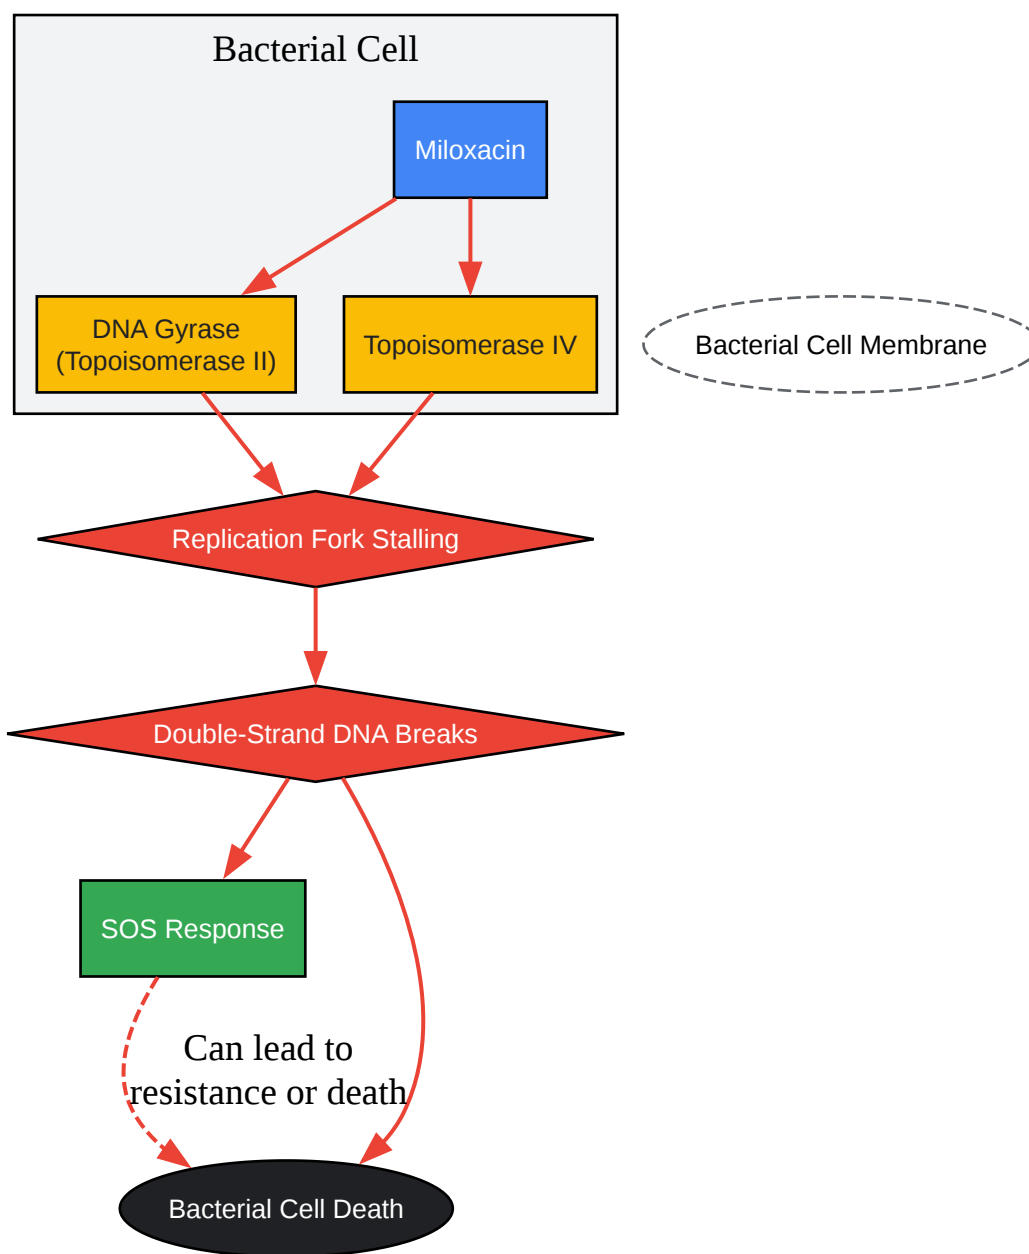 Bacterial Cell
Miloxacin
DNA Gyrase
(Topoisomerase II)
Topoisomerase IV
Bacterial Cell Membrane
Replication Fork Stalling
Double-Strand DNA Breaks
SOS Response
Can lead to
resistance or death
Bacterial Cell Death